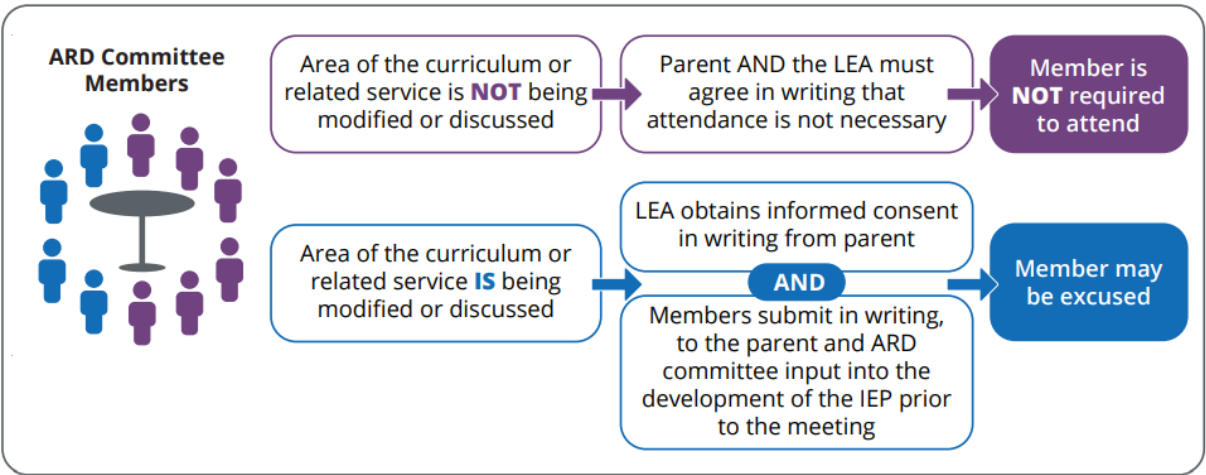 ARD Committee
Members
Area of the curriculum or
related service is NOT being
modified or discussed
Parent AND the LEA must
agree in writing that
attendance is not necessary
Member is
NOT required
to attend
Area of the curriculum or
related service IS being
modified or discussed
LEA obtains informed consent
in writing from parent
AND
Members submit in writing,
to the parent and ARD
committee input into the
development of the IEP prior
to the meeting
Member may
be excused